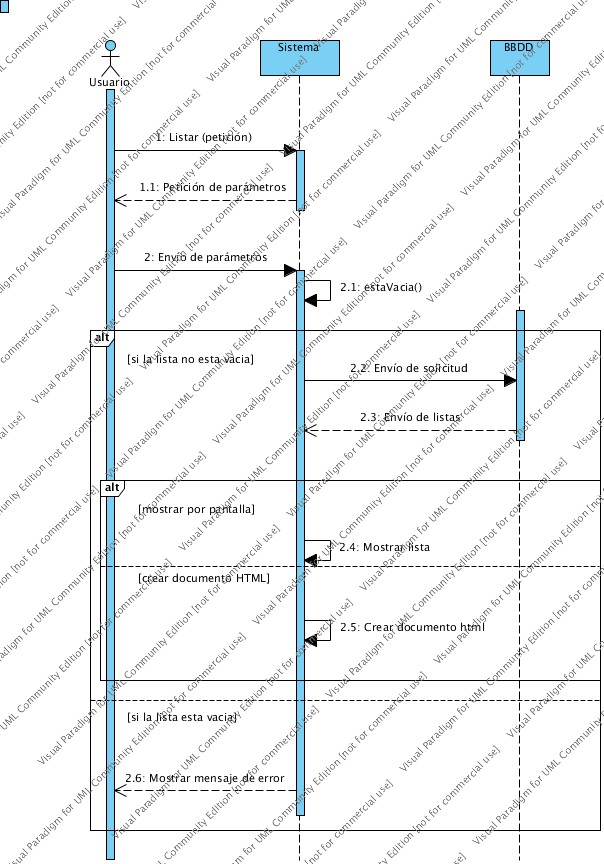 Sistema
BBDD
Usuario
1: Listar (petición)
1.1: Petición de parámetros
2: Envío de parámetros
2.1: estaVacia()
alt
[si la lista no esta vacia]
2.2: Envío de solicitud
2.3: Envío de listas
alt
[mostrar por pantalla]
2.4: Mostrar lista
[crear documento HTML]
2.5: Crear documento html
[si la lista esta vacia]
2.6: Mostrar mensaje de error
Visual Paradigm for UML Community Edition [not for commercial use]